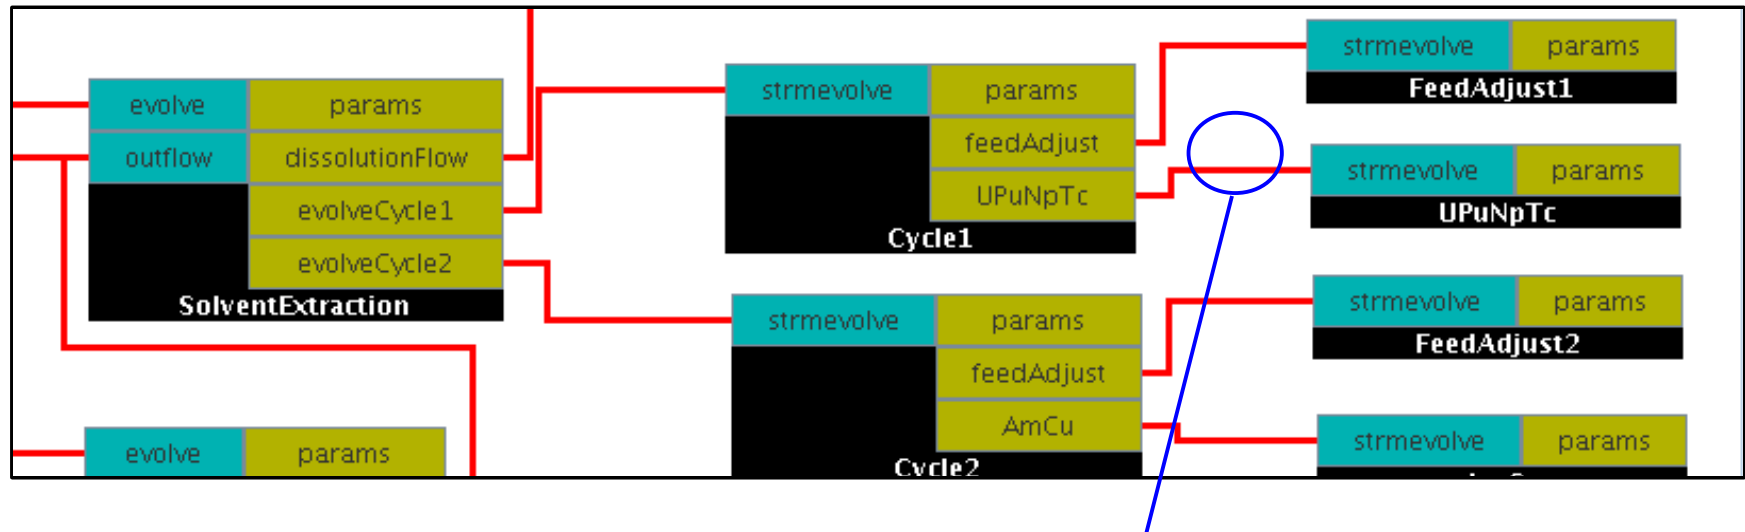 evolve params
outflow dissolutionFlow
evolveCycle1
evolveCycle2
SolventExtraction
strmevolve params
feedAdjust
UPuNpTc
Cycle1
strmevolve params
FeedAdjust1
strmevolve params
UPuNpTc
strmevolve params
feedAdjust
AmCu
Cycle2
strmevolve params
FeedAdjust2
strmevolve params
evolve params